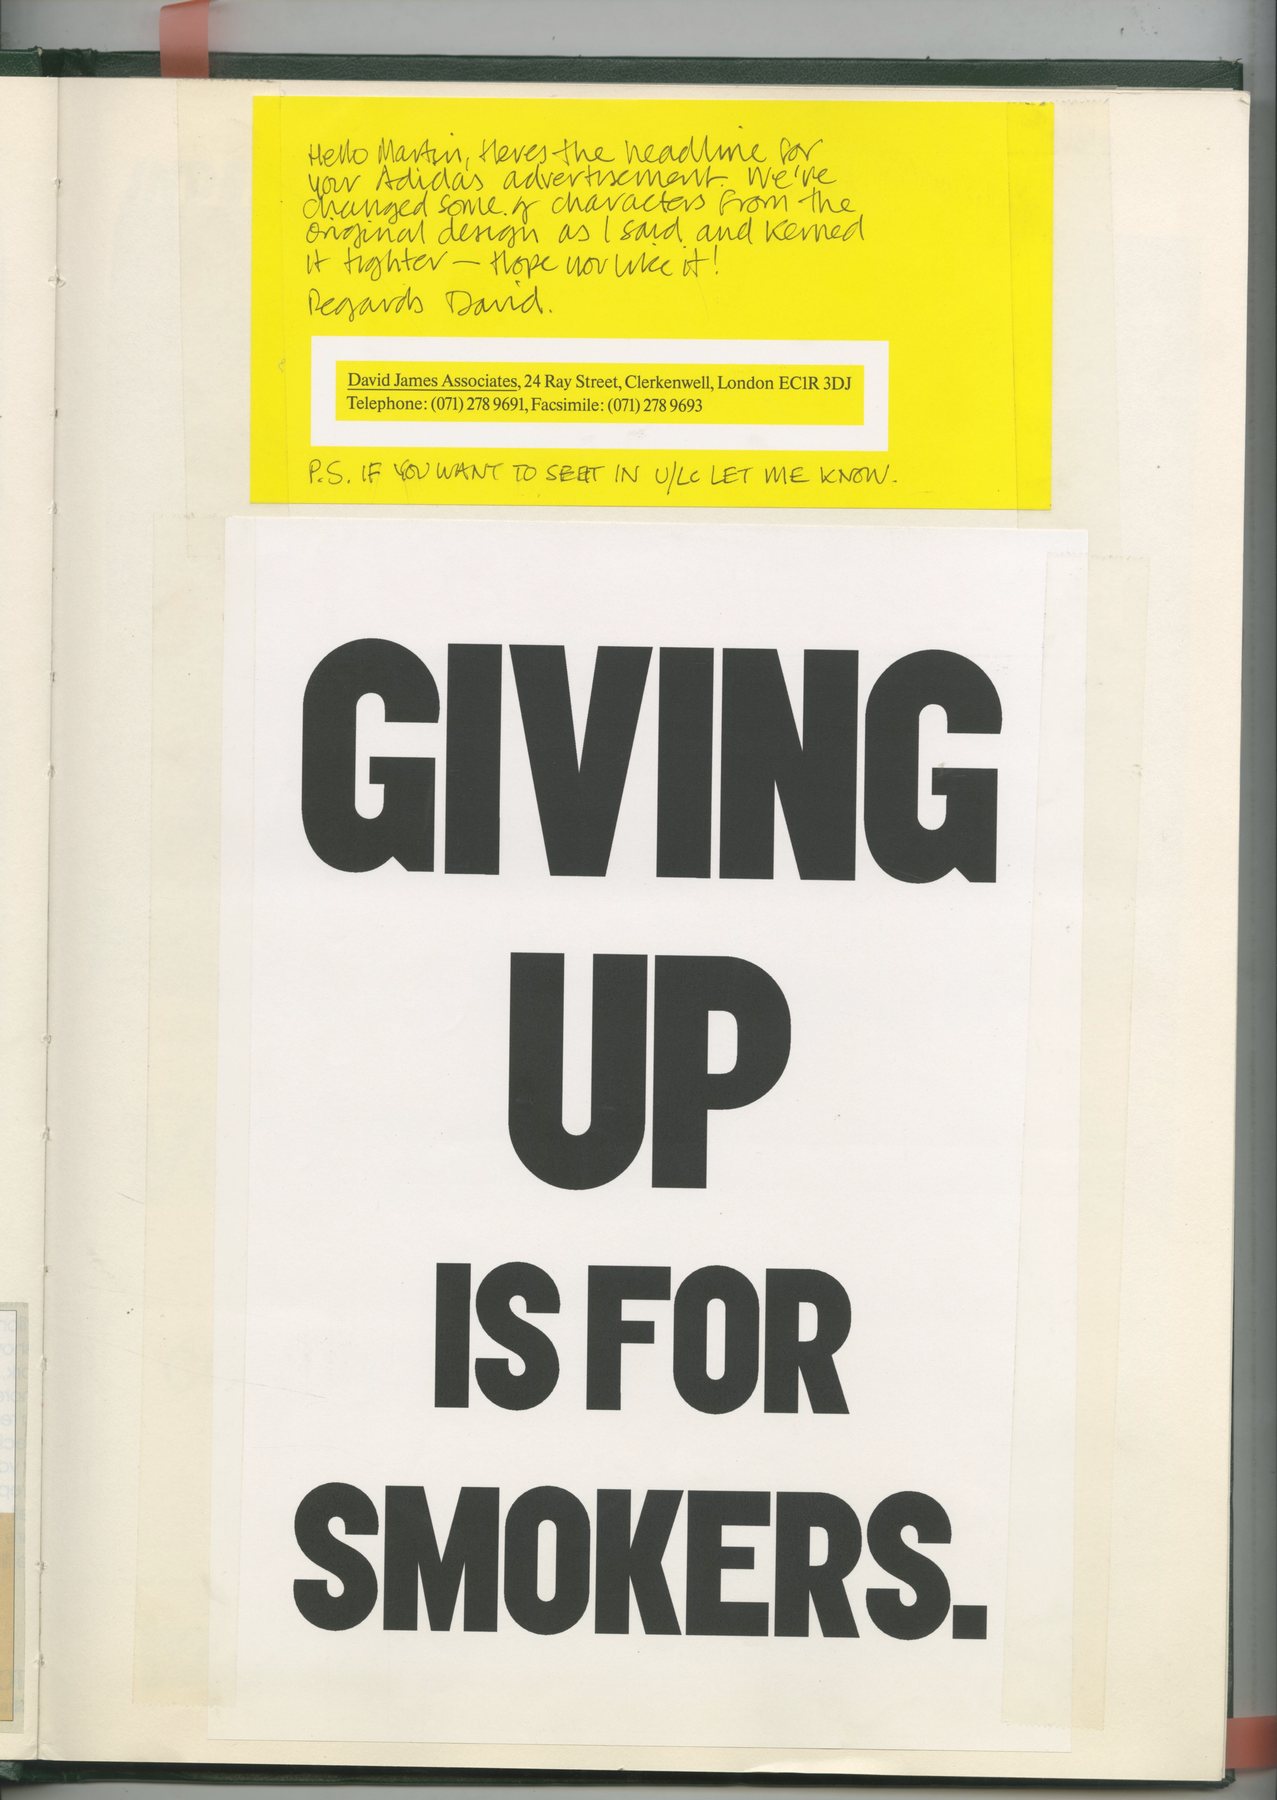 Hello Martin, Heres the headline for
your Adidas advertisement. We've
changed some of characters from the
original design as I said and kerned
it tighter — Hope you like it!
Regards David.
David James Associates, 24 Ray Street, Clerkenwell, London EC1R 3DJ
Telephone: (071) 278 9691, Facsimile: (071) 278 9693
P.S. IF YOU WANT TO SEE IT IN U/LC LET ME KNOW.
GIVING
UP
IS FOR
SMOKERS.